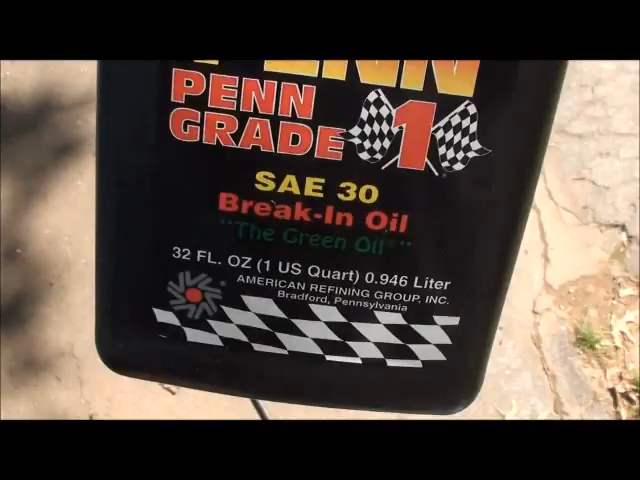 PENN
PENN
GRADE 1
SAE 30
Break-In Oil
"The Green Oil"
32 FL. OZ (1 US Quart) 0.946 Liter
AMERICAN REFINING GROUP, INC.
Bradford, Pennsylvania